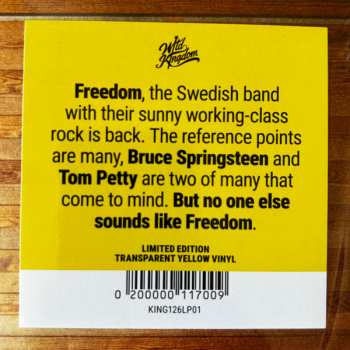 Wild
Kingdom
Freedom, the Swedish band
with their sunny working-class
rock is back. The reference points
are many, Bruce Springsteen and
Tom Petty are two of many that
come to mind. But no one else
sounds like Freedom.
LIMITED EDITION
TRANSPARENT YELLOW VINYL
0 200000 117009
KING126LP01